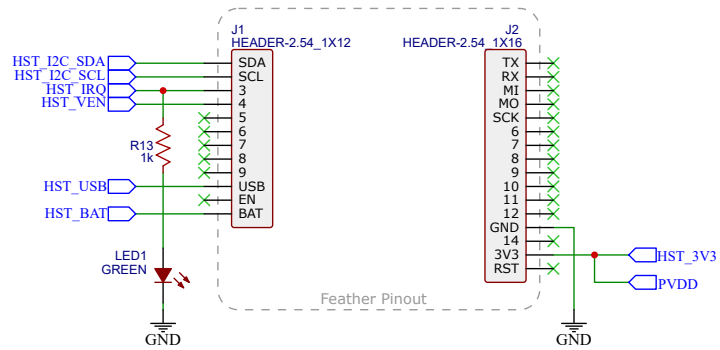 J1
HEADER-2.54_1X12
J2
HEADER-2.54_1X16
HST_I2C_SDA
HST_I2C_SCL
HST_IRQ
HST_VEN
HST_USB
HST_BAT
SDA
SCL
3
4
5
6
7
8
9
USB
EN
BAT
R13
1k
LED1
GREEN
GND
TX
RX
MI
MO
SCK
6
7
8
9
10
11
12
GND
14
3V3
RST
HST_3V3
PVDD
GND
Feather Pinout